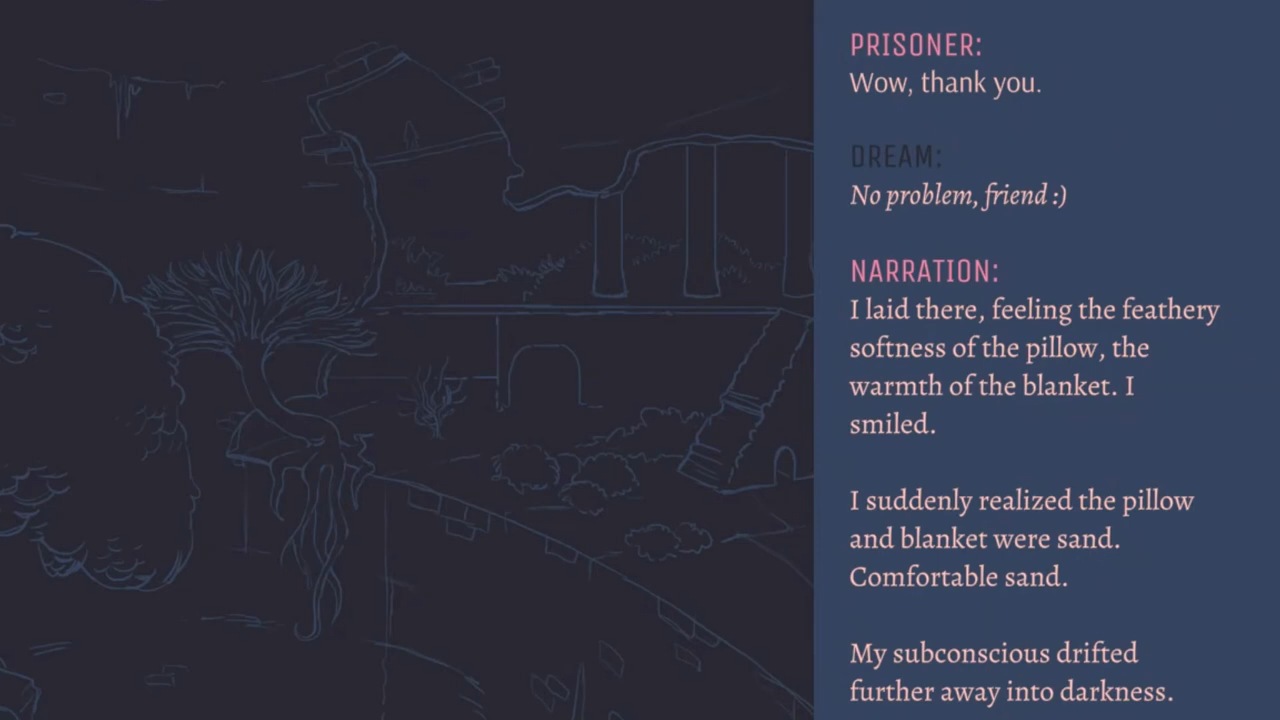 PRISONER:
Wow, thank you.
DREAM:
No problem, friend :)
NARRATION:
I laid there, feeling the feathery
softness of the pillow, the
warmth of the blanket. I
smiled.
I suddenly realized the pillow
and blanket were sand.
Comfortable sand.
My subconscious drifted
further away into darkness.